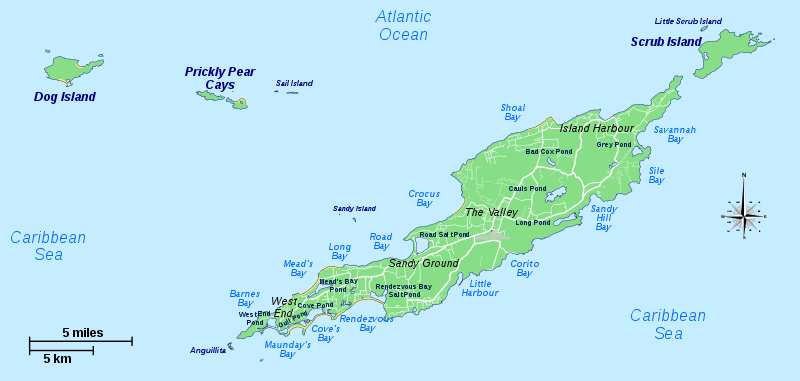 Atlantic
Ocean
Little Scrub Island
Scrub Island
Prickly Pear
Cays
Sail Island
Dog Island
Shoal
Bay
Island Harbour
Savannah
Bay
Grey Pond
Bad Cox Pond
Sile
Bay
Cauls Pond
Crocus
Bay
Sandy Island
The Valley
Sandy
Hill
Bay
Long Pond
N
E
S
W
Caribbean
Sea
Road
Bay
Road Salt Pond
Long
Bay
Sandy Ground
Corito
Bay
Mead's
Bay
Mead's Bay
Pond
Little
Harbour
Rendezvous Bay
Salt Pond
Barnes
Bay
West
End
Cove Pond
West End
Pond
Gull Pond
Rendezvous
Bay
Cove's
Bay
Maunday's
Bay
Anguillita
Caribbean
Sea
5 miles
5 km